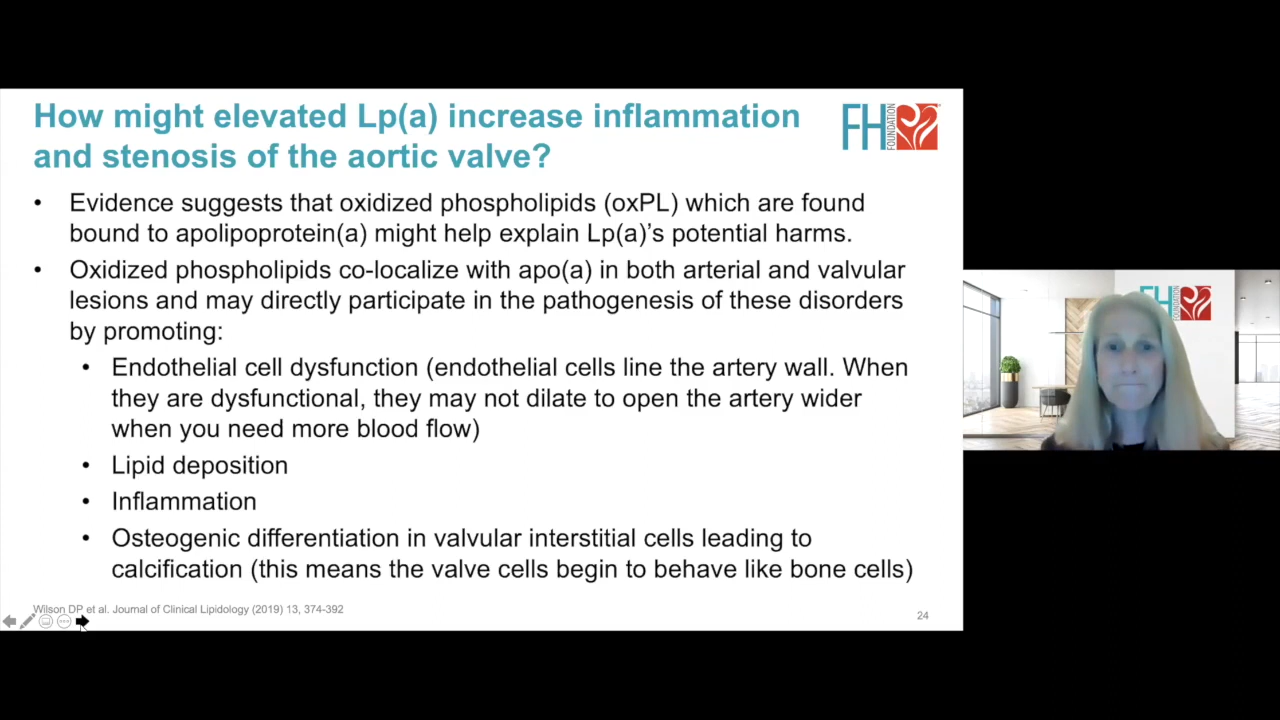 How might elevated Lp(a) increase inflammation
and stenosis of the aortic valve?
FH
FOUNDATION
• Evidence suggests that oxidized phospholipids (oxPL) which are found
bound to apolipoprotein(a) might help explain Lp(a)'s potential harms.
• Oxidized phospholipids co-localize with apo(a) in both arterial and valvular
lesions and may directly participate in the pathogenesis of these disorders
by promoting:
• Endothelial cell dysfunction (endothelial cells line the artery wall. When
they are dysfunctional, they may not dilate to open the artery wider
when you need more blood flow)
• Lipid deposition
• Inflammation
• Osteogenic differentiation in valvular interstitial cells leading to
calcification (this means the valve cells begin to behave like bone cells)
Wilson DP et al. Journal of Clinical Lipidology (2019) 13, 374-392
24
FH